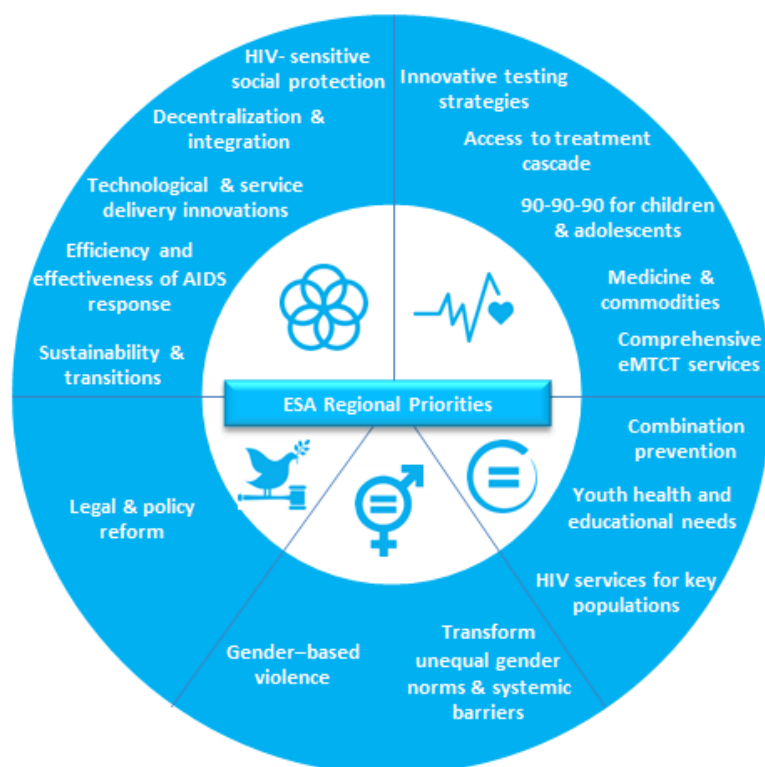 HIV- sensitive
social protection
Decentralization &
integration
Technological & service
delivery innovations
Efficiency and
effectiveness of AIDS
response
Sustainability &
transitions
Innovative testing
strategies
Access to treatment
cascade
90-90-90 for children
& adolescents
Medicine &
commodities
Comprehensive
eMTCT services
ESA Regional Priorities
Combination
prevention
Youth health and
educational needs
HIV services for key
populations
Transform
unequal gender
norms & systemic
barriers
Gender–based
violence
Legal & policy
reform